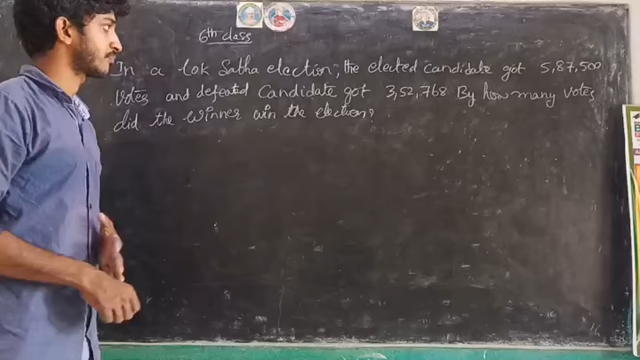 6th class
In a Lok Sabha election, the elected candidate got 5,87,500
votes and defeated Candidate got 3,52,768 By how many votes
did the winner win the election?